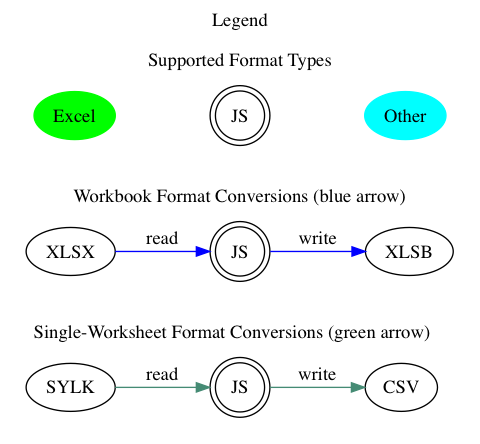 Legend
Supported Format Types
Excel JS Other
Workbook Format Conversions (blue arrow)
XLSX read JS write XLSB
Single-Worksheet Format Conversions (green arrow)
SYLK read JS write CSV